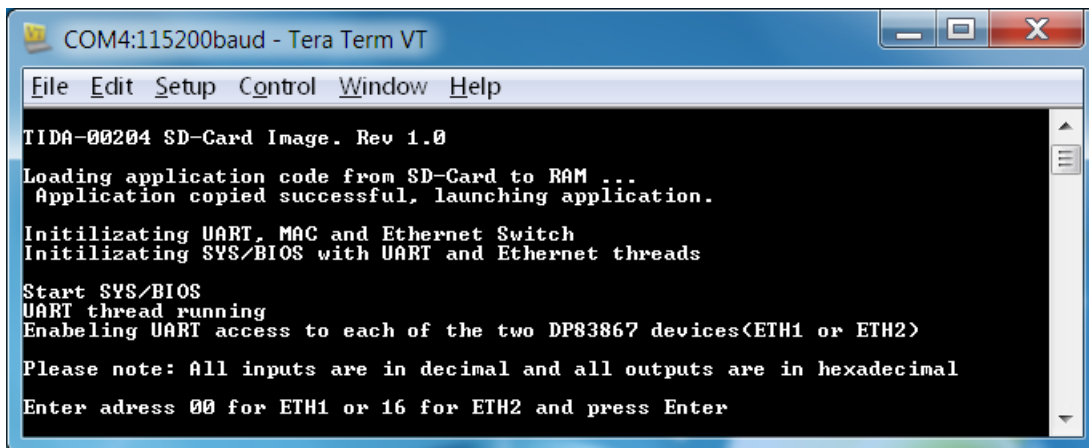 COM4:115200baud - Tera Term VT
File Edit Setup Control Window Help
TIDA-00204 SD-Card Image. Rev 1.0
Loading application code from SD-Card to RAM ...
Application copied successful, launching application.
Initilizating UART, MAC and Ethernet Switch
Initilizating SYS/BIOS with UART and Ethernet threads
Start SYS/BIOS
UART thread running
Enabeling UART access to each of the two DP83867 devices(ETH1 or ETH2)
Please note: All inputs are in decimal and all outputs are in hexadecimal
Enter adress 00 for ETH1 or 16 for ETH2 and press Enter